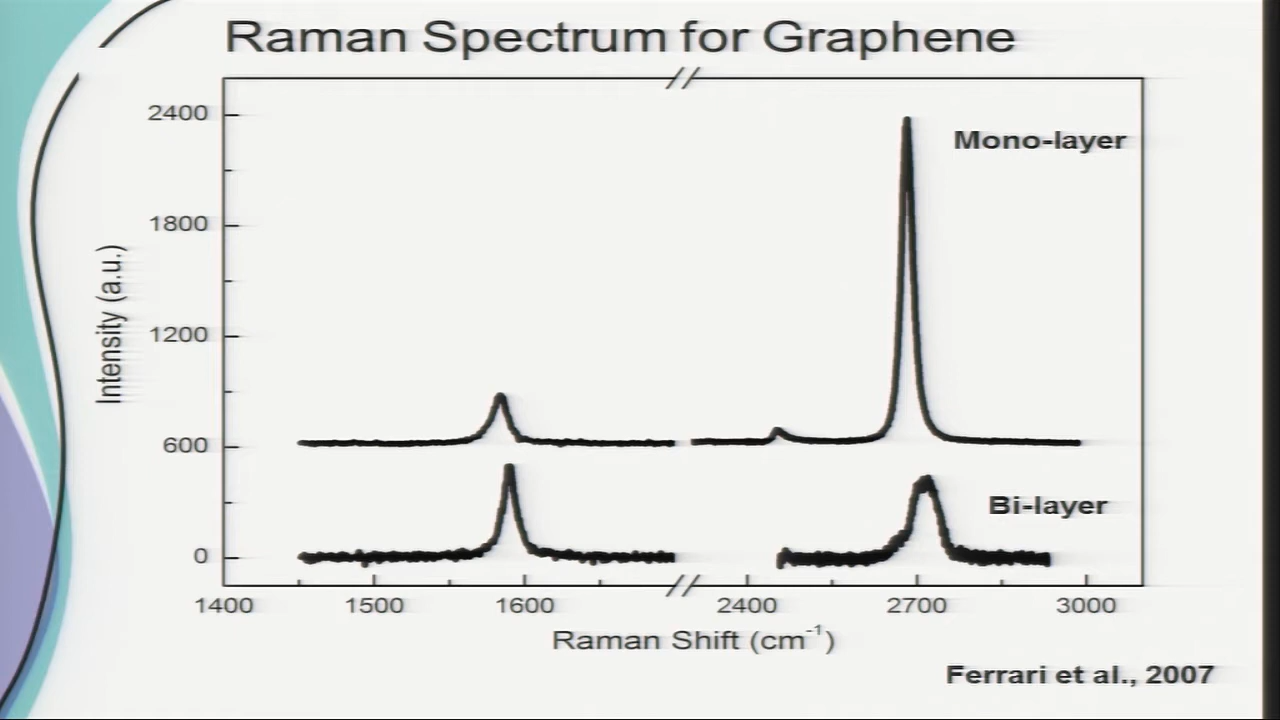 Raman Spectrum for Graphene
2400
1800
1200
600
0
Intensity (a.u.)
Mono-layer
Bi-layer
1400 1500 1600 2400 2700 3000
Raman Shift (cm⁻¹)
Ferrari et al., 2007